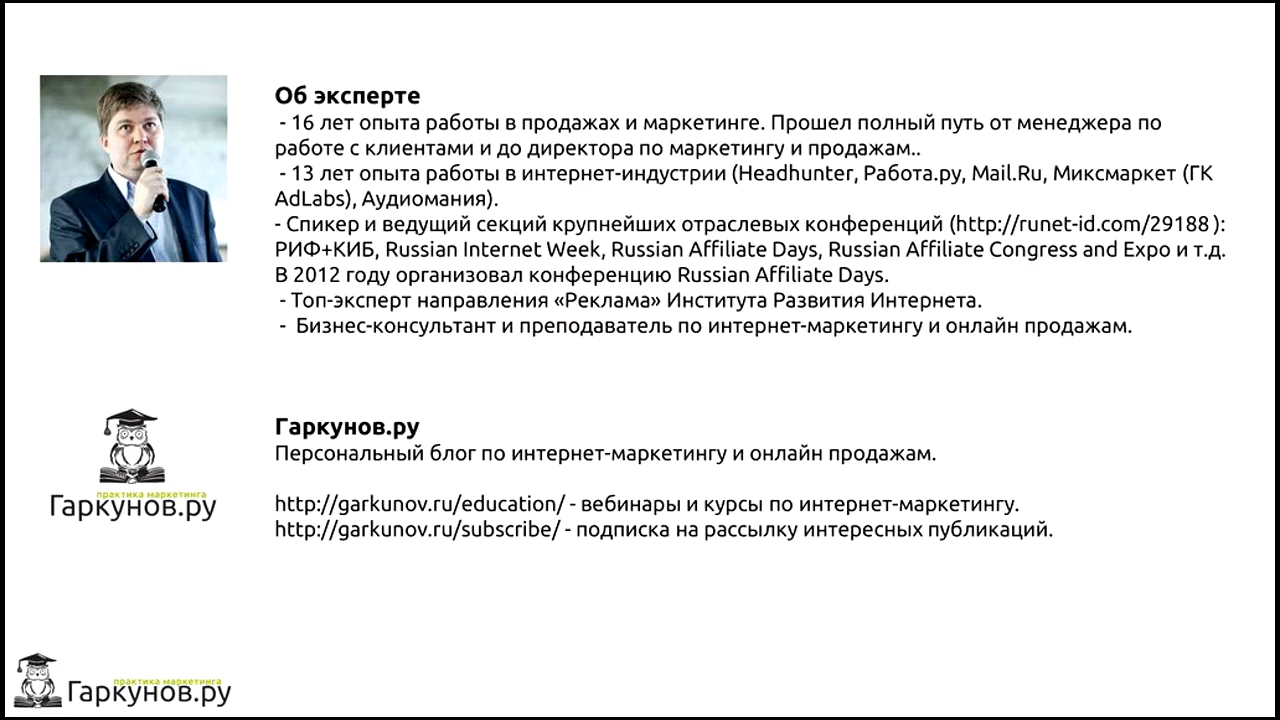 Об эксперте
- 16 лет опыта работы в продажах и маркетинге. Прошел полный путь от менеджера по
работе с клиентами и до директора по маркетингу и продажам..
- 13 лет опыта работы в интернет-индустрии (Headhunter, Работа.ру, Mail.Ru, Миксмаркет (ГК
AdLabs), Аудиомания).
- Спикер и ведущий секций крупнейших отраслевых конференций (http://runet-id.com/29188 ):
РИФ+КИБ, Russian Internet Week, Russian Affiliate Days, Russian Affiliate Congress and Expo и т.д.
В 2012 году организовал конференцию Russian Affiliate Days.
- Топ-эксперт направления «Реклама» Института Развития Интернета.
- Бизнес-консультант и преподаватель по интернет-маркетингу и онлайн продажам.
практика маркетинга
Гаркунов.ру
Гаркунов.ру
Персональный блог по интернет-маркетингу и онлайн продажам.
http://garkunov.ru/education/ - вебинары и курсы по интернет-маркетингу.
http://garkunov.ru/subscribe/ - подписка на рассылку интересных публикаций.
практика маркетинга
Гаркунов.ру